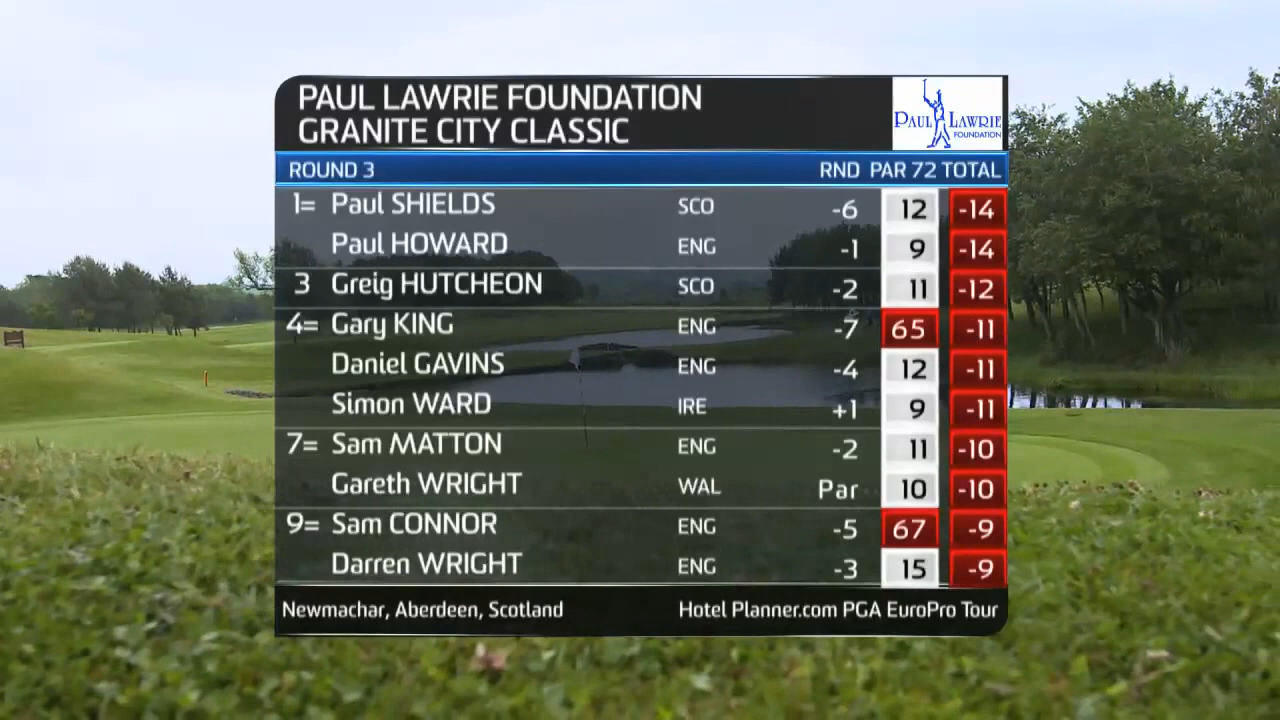 PAUL LAWRIE FOUNDATION
GRANITE CITY CLASSIC
PAUL LAWRIE
FOUNDATION
ROUND 3 RND PAR 72 TOTAL
1= Paul SHIELDS SCO -6 12 -14
Paul HOWARD ENG -1 9 -14
3 Greig HUTCHEON SCO -2 11 -12
4= Gary KING ENG -7 65 -11
Daniel GAVINS ENG -4 12 -11
Simon WARD IRE +1 9 -11
7= Sam MATTON ENG -2 11 -10
Gareth WRIGHT WAL Par 10 -10
9= Sam CONNOR ENG -5 67 -9
Darren WRIGHT ENG -3 15 -9
Newmachar, Aberdeen, Scotland Hotel Planner.com PGA EuroPro Tour